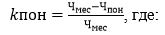 kпон = (Чмес − Чпон) / Чмес, где: